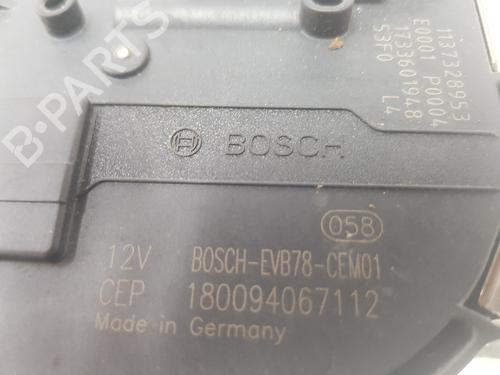 1137328953
E0001 P0004
1733601948
53F0 L4
BOSCH
058
12V BOSCH-EVB78-CEM01
CEP 180094067112
Made in Germany
B-PARTS